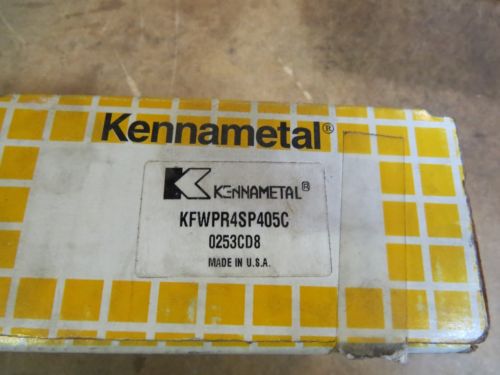 Kennametal®
KENNAMETAL®
KFWPR4SP405C
0253CD8
MADE IN U.S.A.